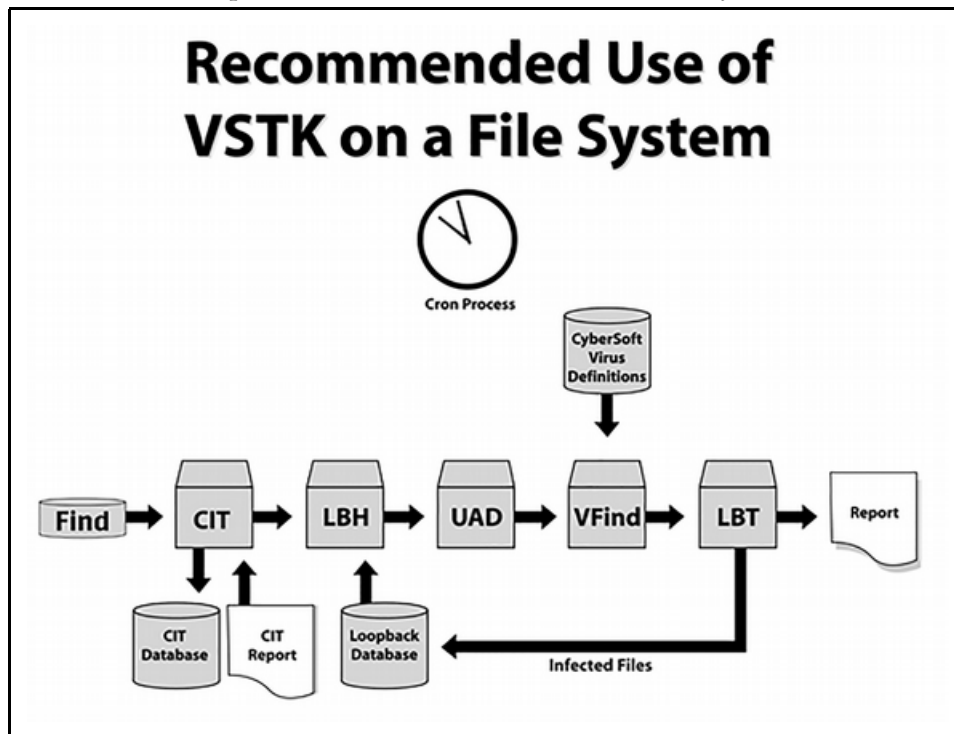 Recommended Use of
VSTK on a File System
Cron Process
CyberSoft
Virus
Definitions
Find
CIT
LBH
UAD
VFind
LBT
Report
CIT
Database
CIT
Report
Loopback
Database
Infected Files